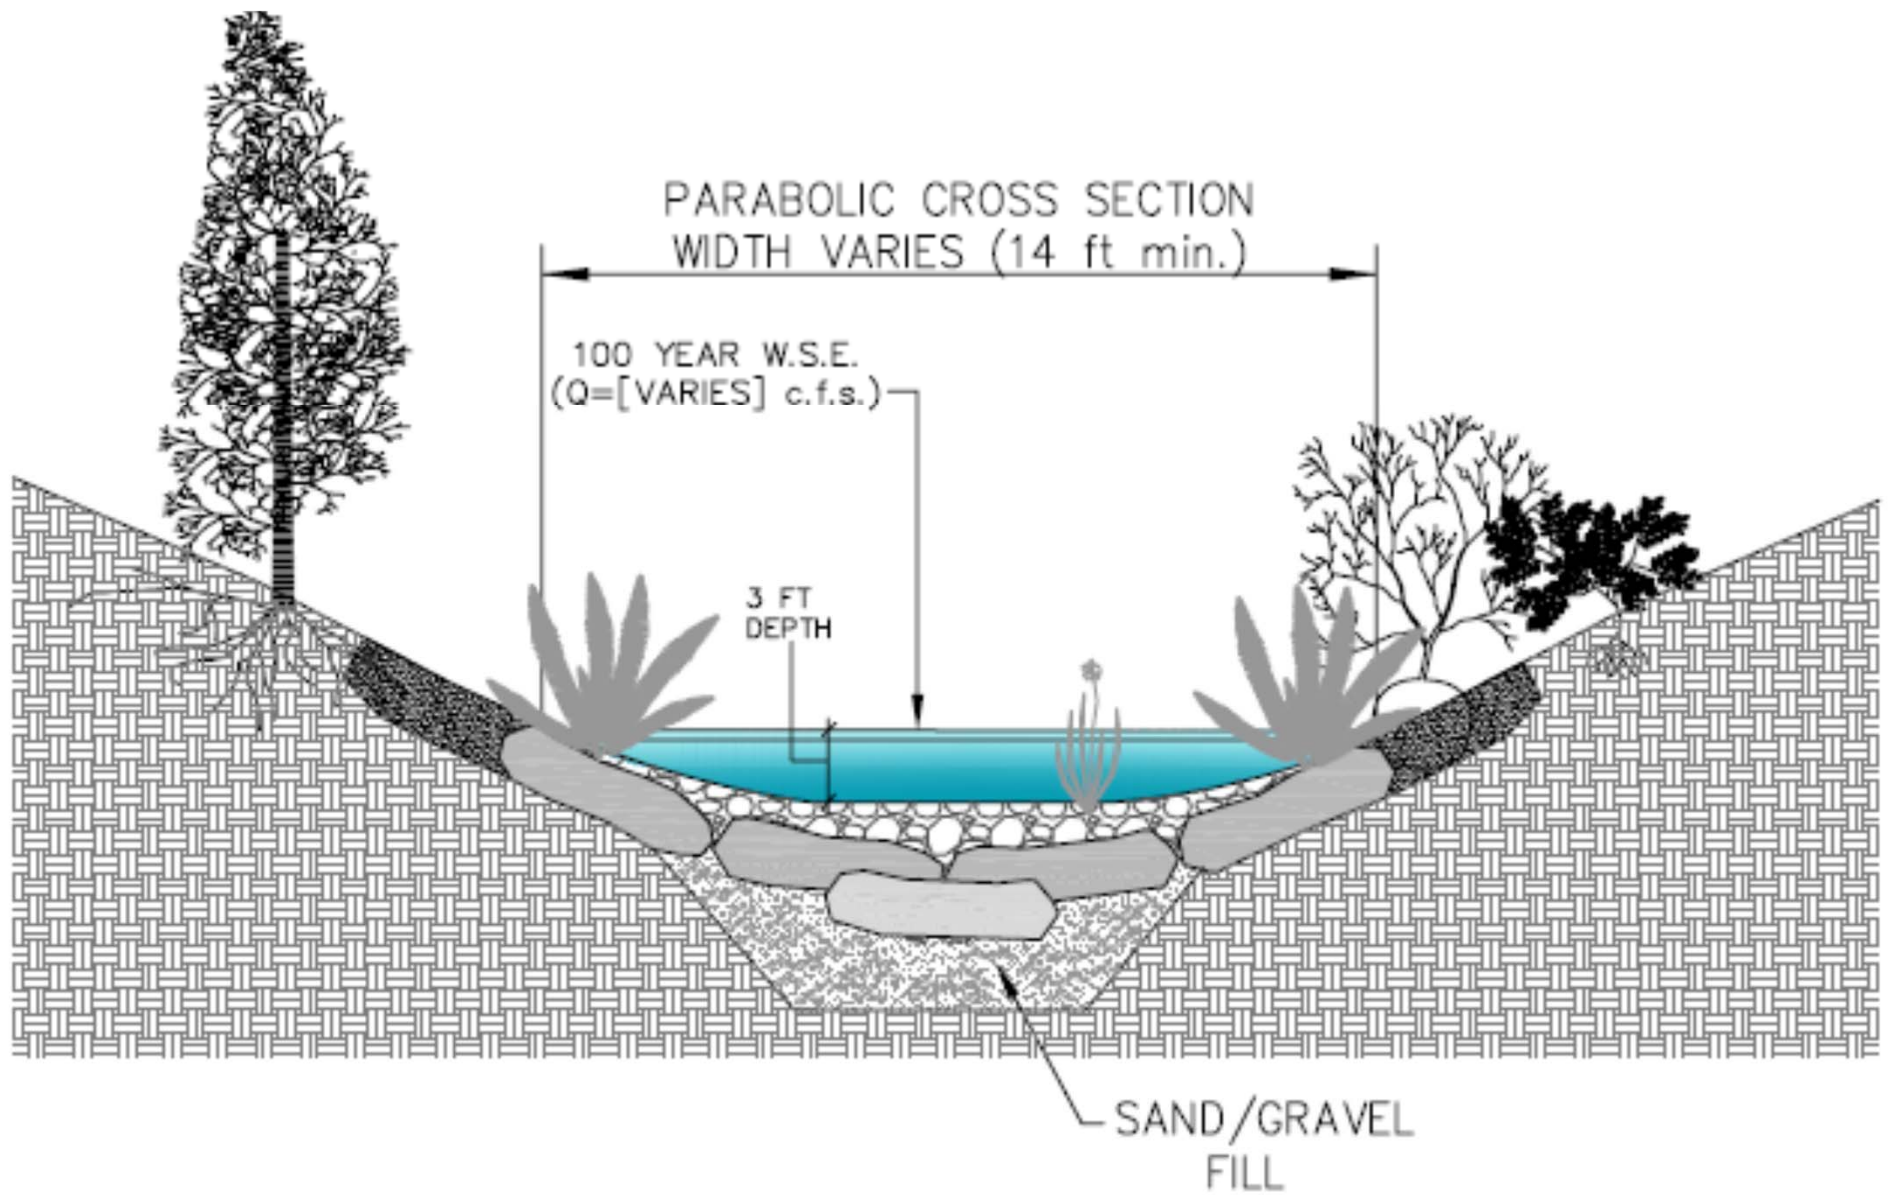 PARABOLIC CROSS SECTION
WIDTH VARIES (14 ft min.)
100 YEAR W.S.E.
(Q=[VARIES] c.f.s.)
3 FT
DEPTH
SAND/GRAVEL
FILL